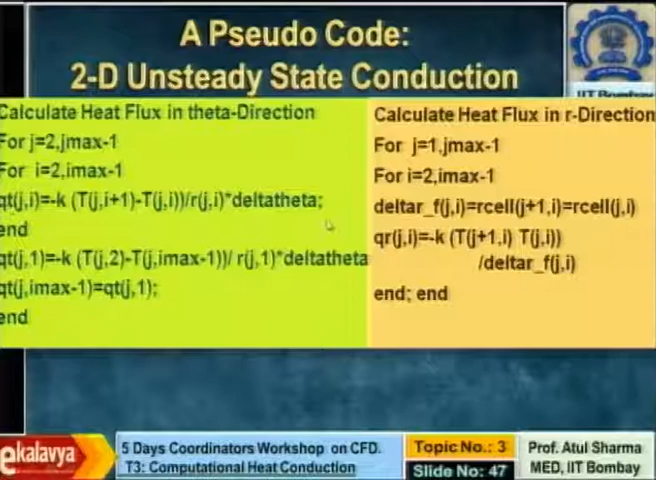 A Pseudo Code:
2-D Unsteady State Conduction
IIT Bombay
Calculate Heat Flux in theta-Direction
For j=2,jmax-1
For i=2,imax-1
qt(j,i)=-k (T(j,i+1)-T(j,i))/r(j,i)*deltatheta;
end
qt(j,1)=-k (T(j,2)-T(j,imax-1))/ r(j,1)*deltatheta
qt(j,imax-1)=qt(j,1);
end
Calculate Heat Flux in r-Direction
For j=1,jmax-1
For i=2,imax-1
deltar_f(j,i)=rcell(j+1,i)=rcell(j,i)
qr(j,i)=-k (T(j+1,i) T(j,i))
/deltar_f(j,i)
end; end
ekalavya
5 Days Coordinators Workshop on CFD.
T3: Computational Heat Conduction
Topic No.: 3
Slide No: 47
Prof. Atul Sharma
MED, IIT Bombay